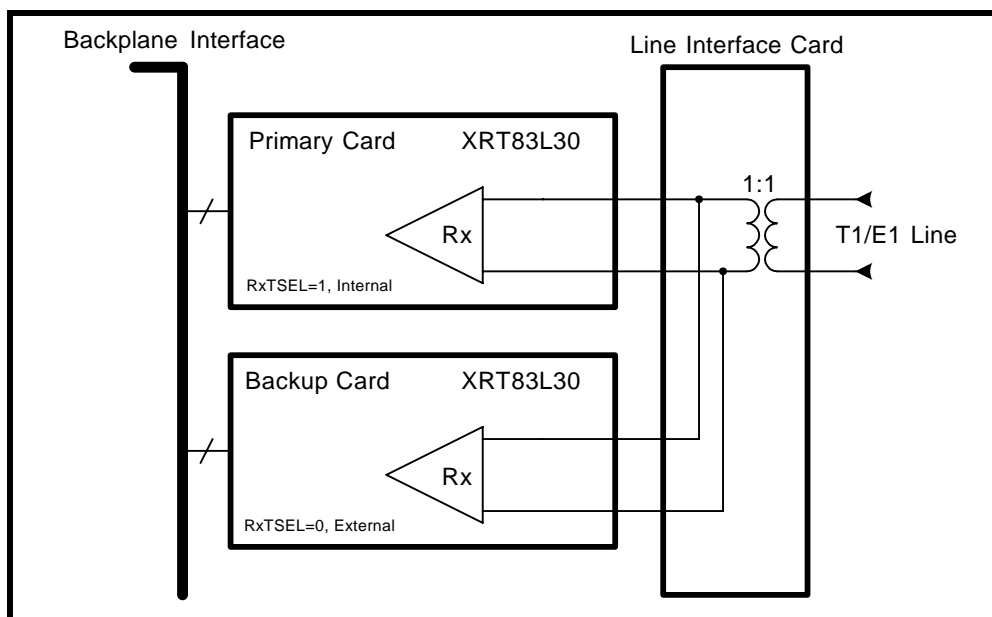 Backplane Interface
Line Interface Card
Primary Card XRT83L30
1:1
Rx
T1/E1 Line
RxTSEL=1, Internal
Backup Card XRT83L30
Rx
RxTSEL=0, External